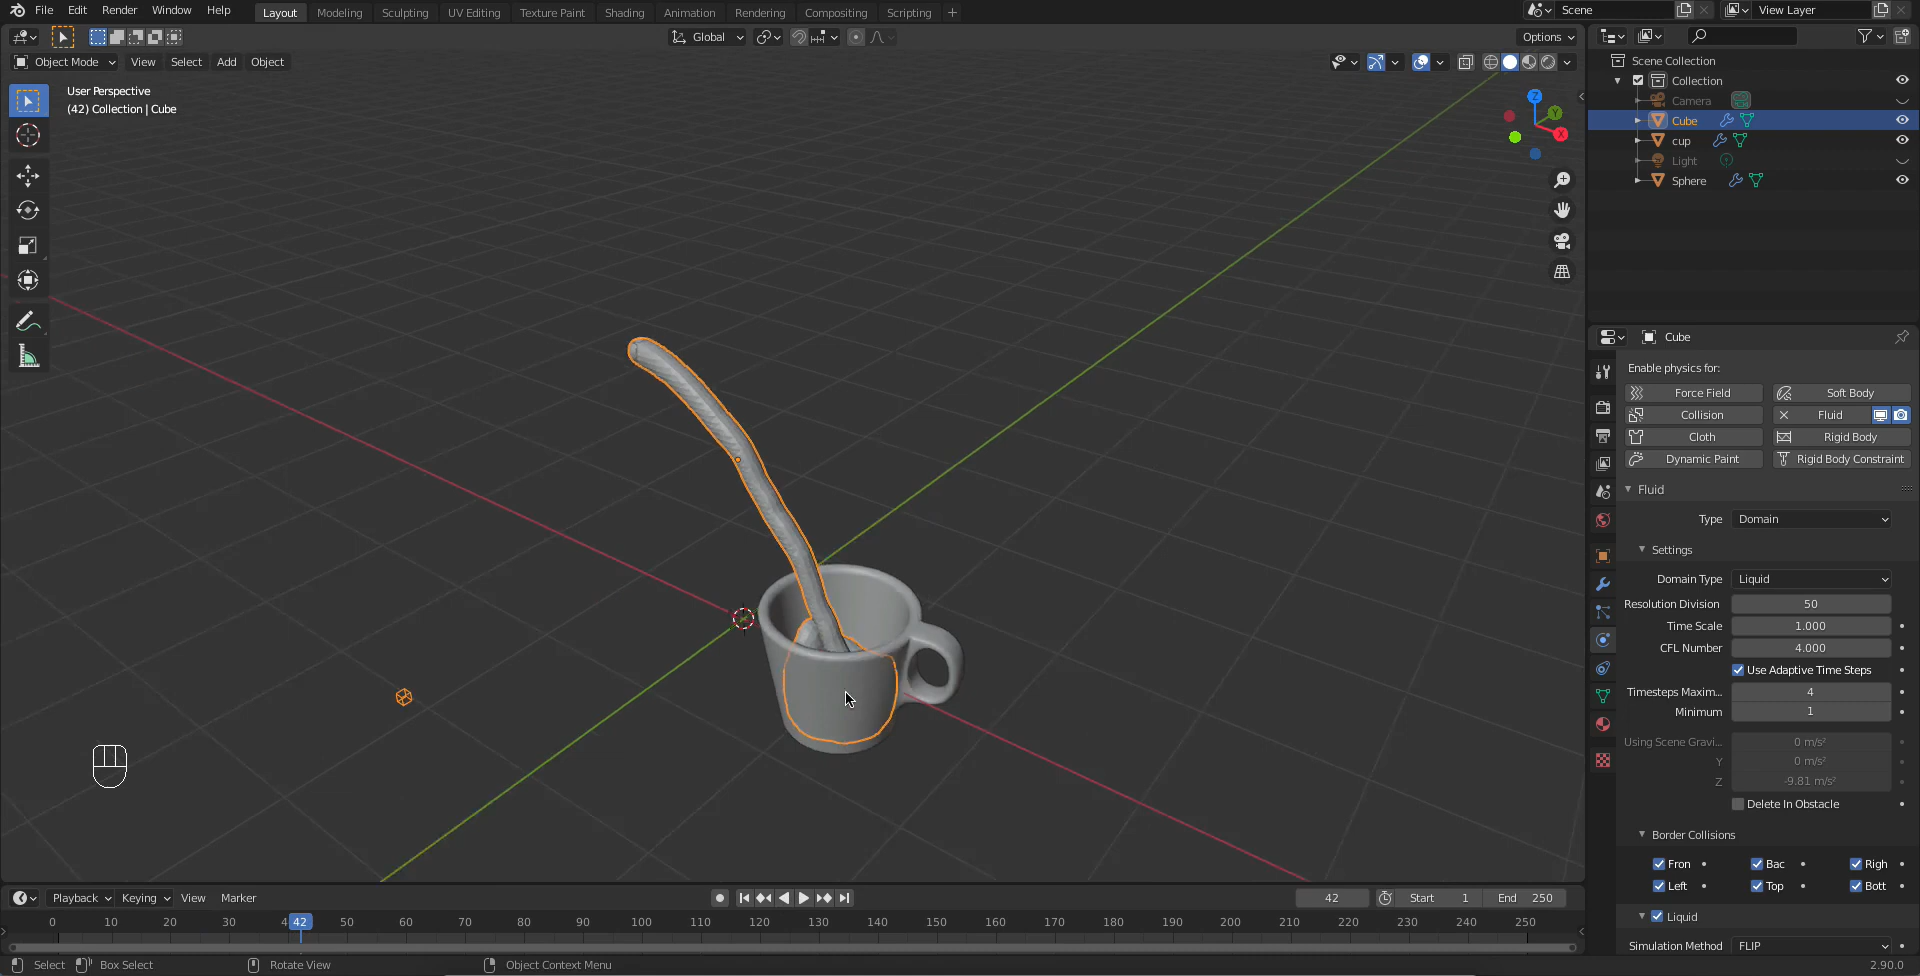 File Edit Render Window Help Layout Modeling Sculpting UV Editing Texture Paint Shading Animation Rendering Compositing Scripting + Scene View Layer
Global Options
Object Mode View Select Add Object
User Perspective
(42) Collection | Cube
Z
Y
X
Scene Collection
Collection
Camera
Cube
cup
Light
Sphere
Cube
Enable physics for:
Force Field Soft Body
Collision Fluid
Cloth Rigid Body
Dynamic Paint Rigid Body Constraint
Fluid
Type Domain
Settings
Domain Type Liquid
Resolution Division 50
Time Scale 1.000
CFL Number 4.000
Use Adaptive Time Steps
Timesteps Maxim... 4
Minimum 1
Using Scene Gravi... 0 m/s²
Y 0 m/s²
Z -9.81 m/s²
Delete In Obstacle
Border Collisions
Fron Bac Righ
Left Top Bott
Liquid
Simulation Method FLIP
Playback Keying View Marker 42 Start 1 End 250
0 10 20 30 4 42 50 60 70 80 90 100 110 120 130 140 150 160 170 180 190 200 210 220 230 240 250
Select Box Select Rotate View Object Context Menu 2.90.0